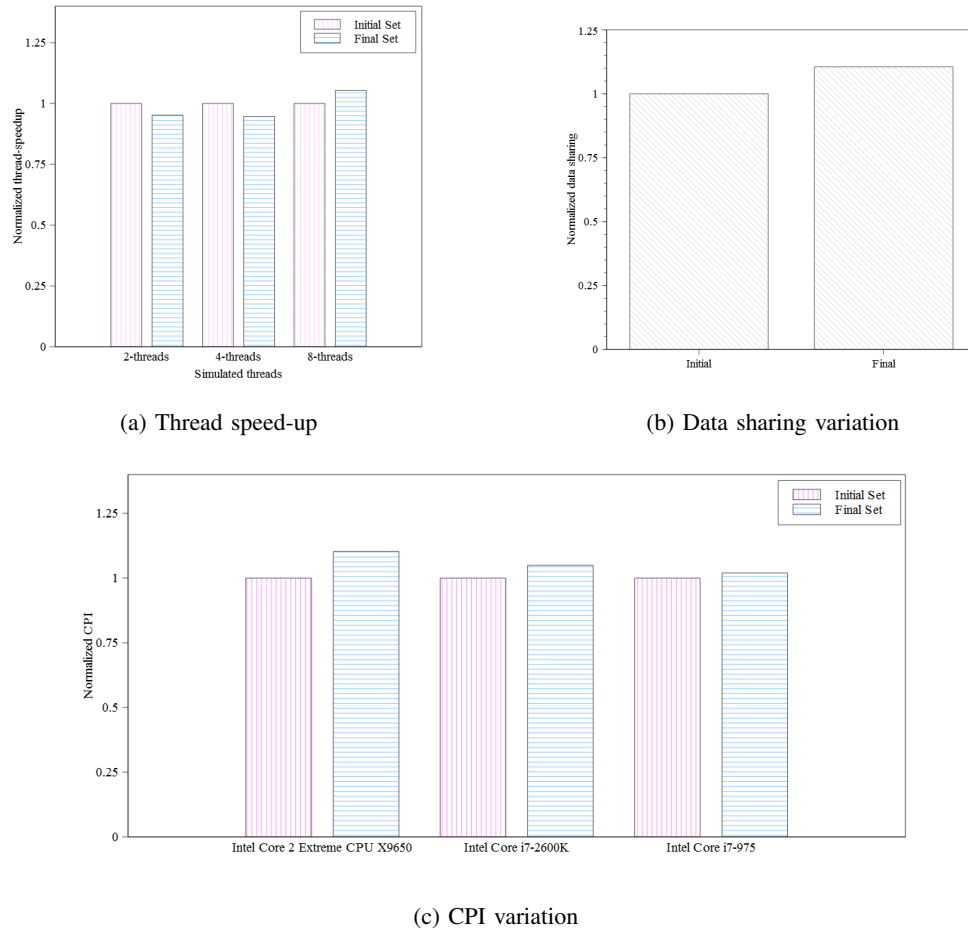 Initial Set
Final Set
1.25
1
0.75
0.5
0.25
0
Normalized thread-speedup
2-threads
4-threads
8-threads
Simulated threads
(a) Thread speed-up
1.25
1
0.75
0.5
0.25
0
Normalized data sharing
Initial
Final
(b) Data sharing variation
Initial Set
Final Set
1.25
1
0.75
0.5
0.25
0
Normalized CPI
Intel Core 2 Extreme CPU X9650
Intel Core i7-2600K
Intel Core i7-975
(c) CPI variation